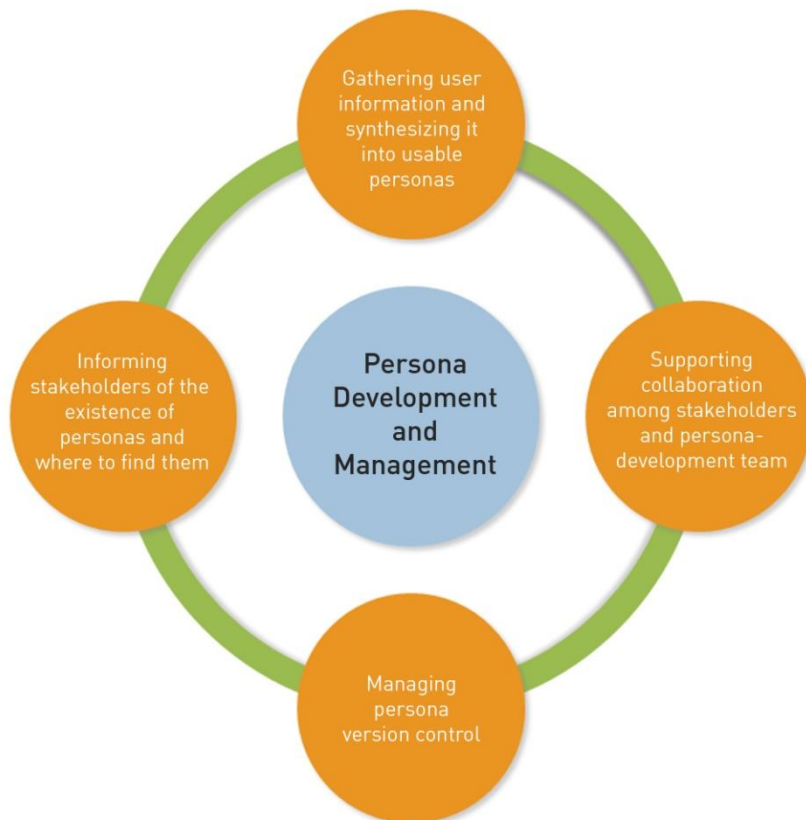 Gathering user
information and
synthesizing it
into usable
personas
Informing
stakeholders of the
existence of
personas and
where to find them
Persona
Development
and
Management
Supporting
collaboration
among stakeholders
and persona-
development team
Managing
persona
version control